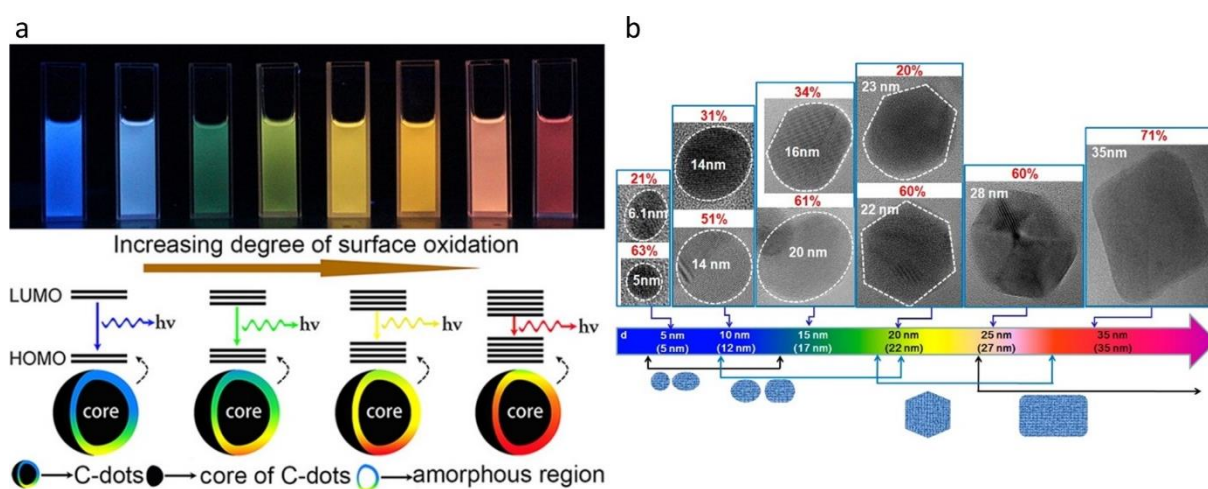 a
Increasing degree of surface oxidation
LUMO
hν hν hν hν
HOMO
core core core core
C-dots core of C-dots amorphous region
b
21%
6.1nm
63%
5nm
31%
14nm
51%
14 nm
34%
16nm
61%
20 nm
20%
23 nm
60%
22 nm
60%
28 nm
71%
35nm
d 5 nm 10 nm 15 nm 20 nm 25 nm 35 nm
(5 nm) (12 nm) (17 nm) (22 nm) (27 nm) (35 nm)